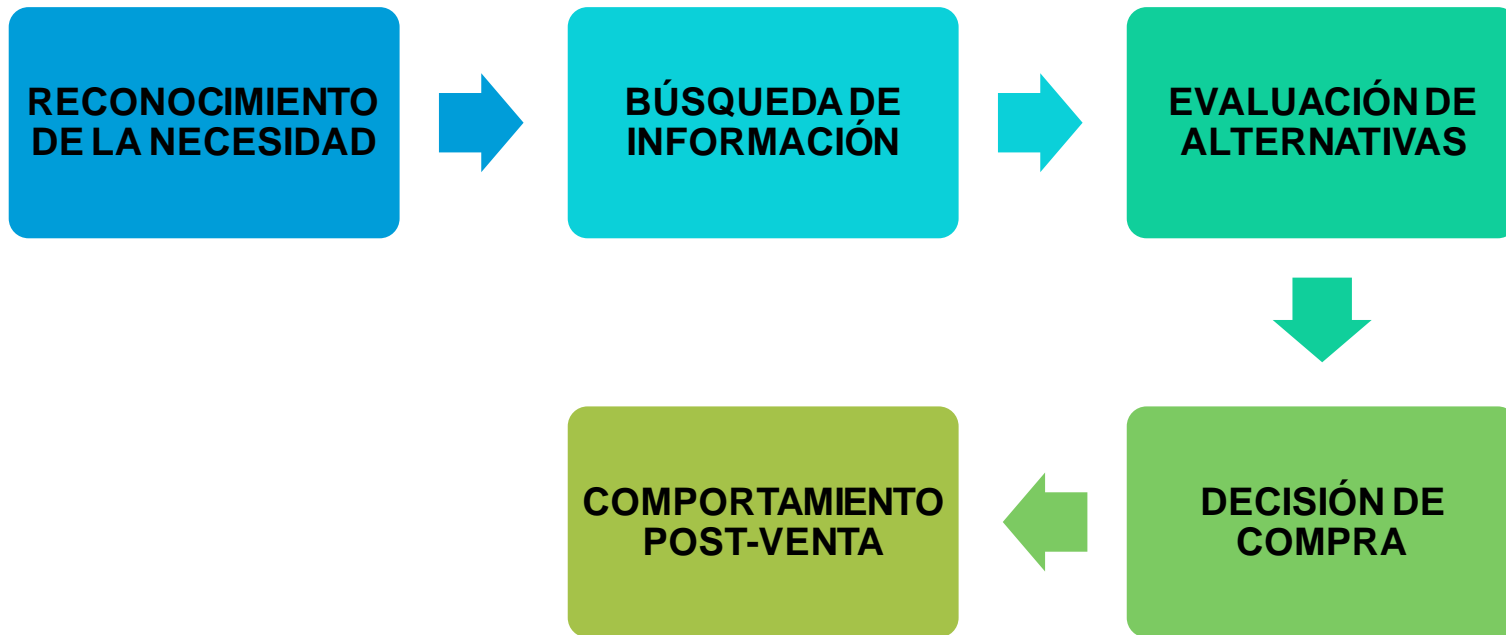 RECONOCIMIENTO
DE LA NECESIDAD
BÚSQUEDA DE
INFORMACIÓN
EVALUACIÓN DE
ALTERNATIVAS
DECISIÓN DE
COMPRA
COMPORTAMIENTO
POST-VENTA